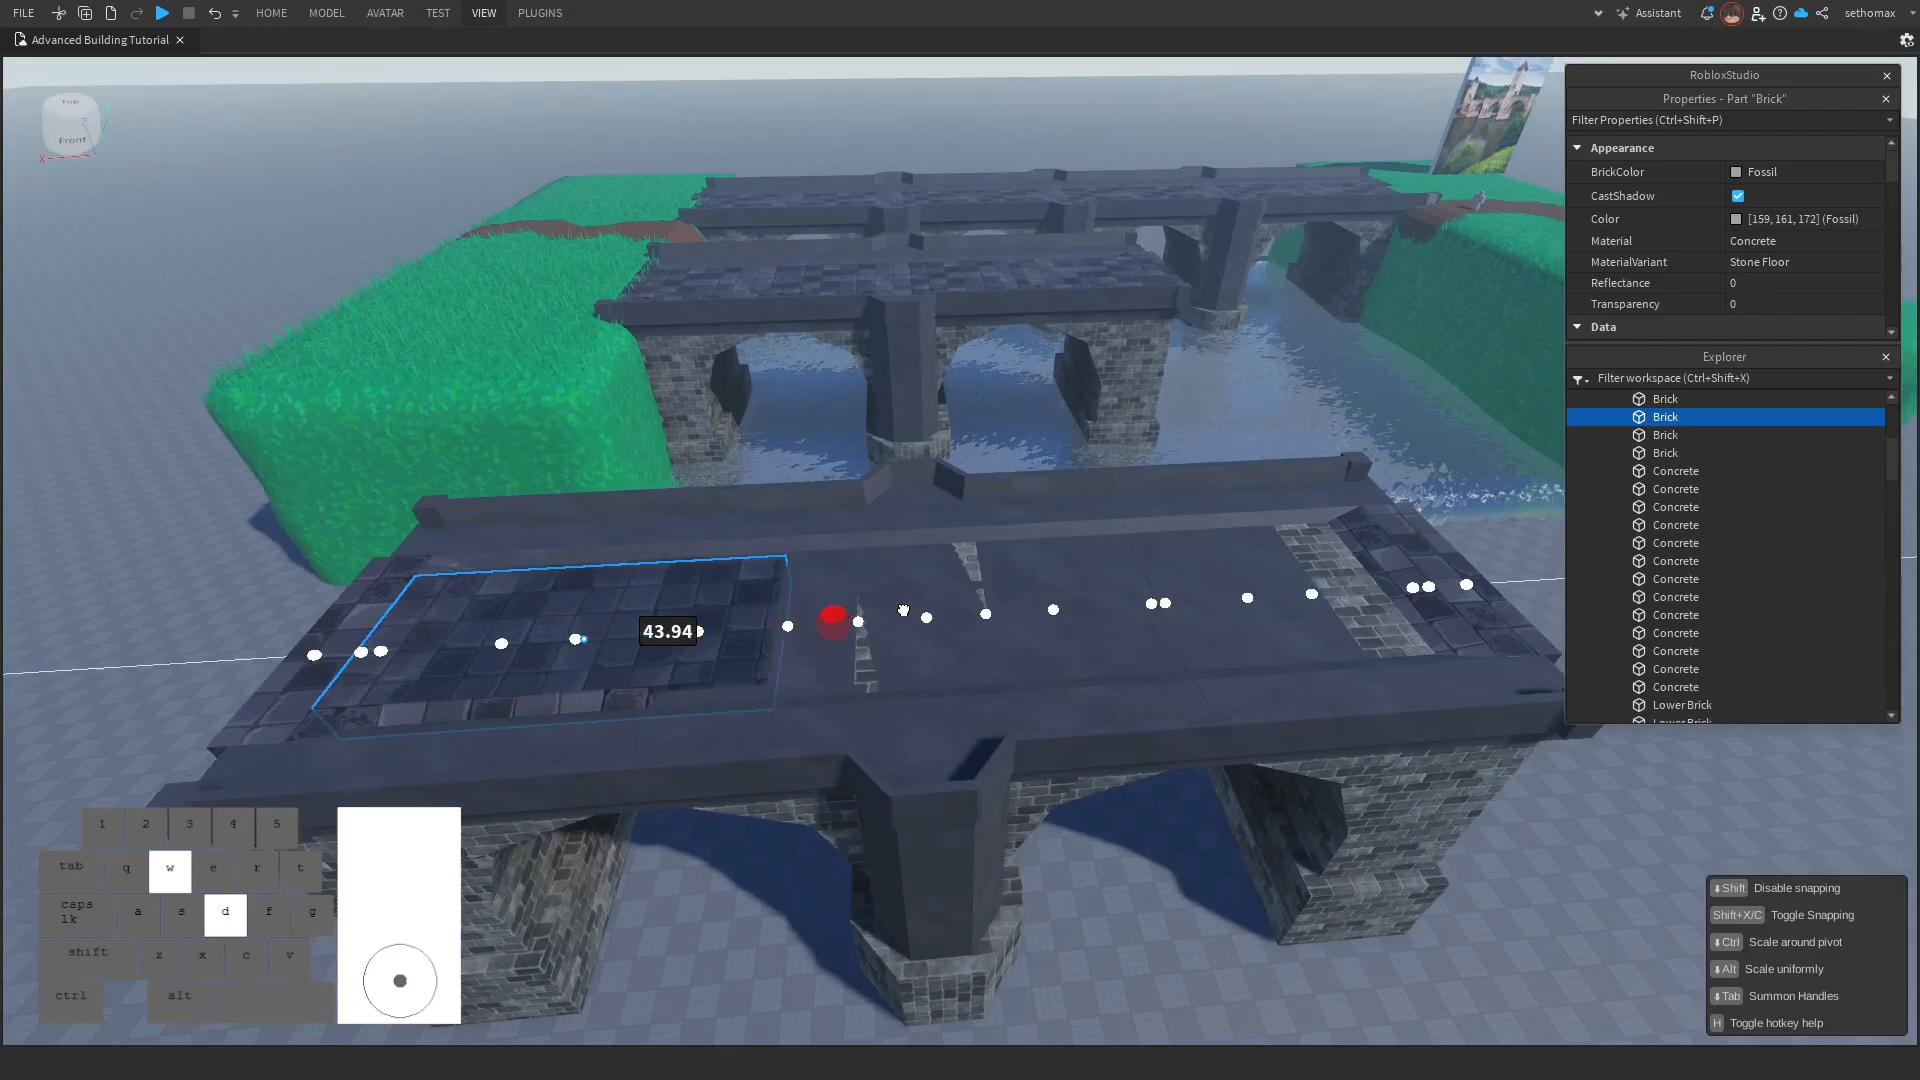 FILE
HOME
MODEL
AVATAR
TEST
VIEW
PLUGINS
Assistant
sethomax
Advanced Building Tutorial
Top
Front
Z
X
RobloxStudio
Properties - Part "Brick"
Filter Properties (Ctrl+Shift+P)
Appearance
BrickColor Fossil
CastShadow
Color [159, 161, 172] (Fossil)
Material Concrete
MaterialVariant Stone Floor
Reflectance 0
Transparency 0
Data
Explorer
Filter workspace (Ctrl+Shift+X)
Brick
Brick
Brick
Brick
Concrete
Concrete
Concrete
Concrete
Concrete
Concrete
Concrete
Concrete
Concrete
Concrete
Concrete
Concrete
Concrete
Lower Brick
Lower Brick
43.94
1 2 3 4 5
tab q w e r t
caps lk a s d f g
shift z x c v
ctrl alt
Shift Disable snapping
Shift+X/C Toggle Snapping
Ctrl Scale around pivot
Alt Scale uniformly
Tab Summon Handles
H Toggle hotkey help